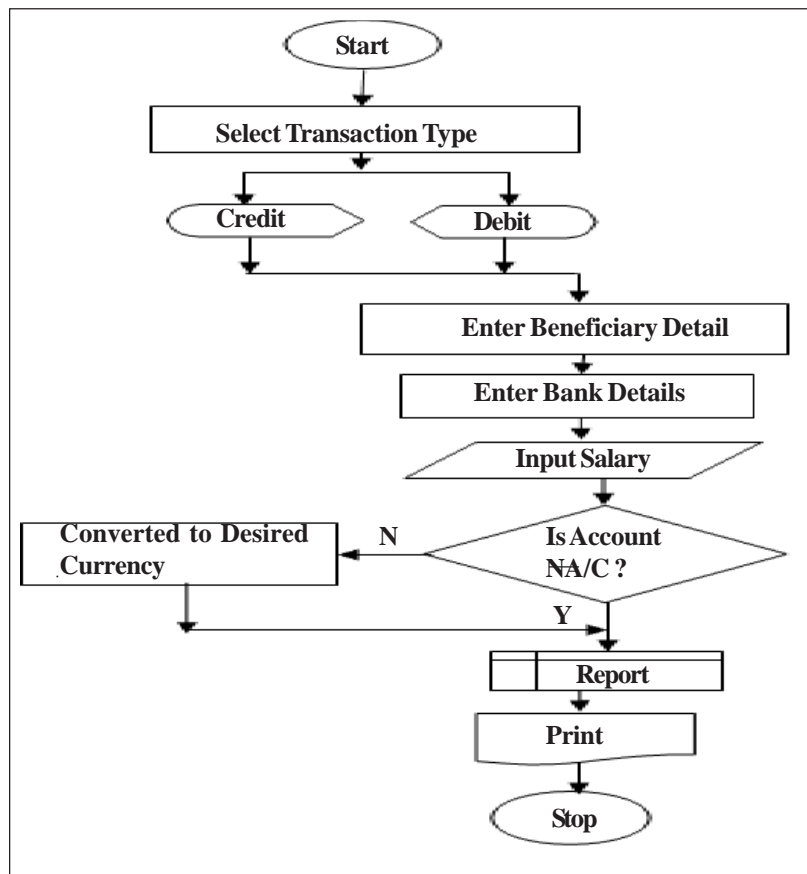 Start
Select Transaction Type
Credit
Debit
Enter Beneficiary Detail
Enter Bank Details
Input Salary
Is Account
NA/C ?
N
Converted to Desired
Currency
Y
Report
Print
Stop